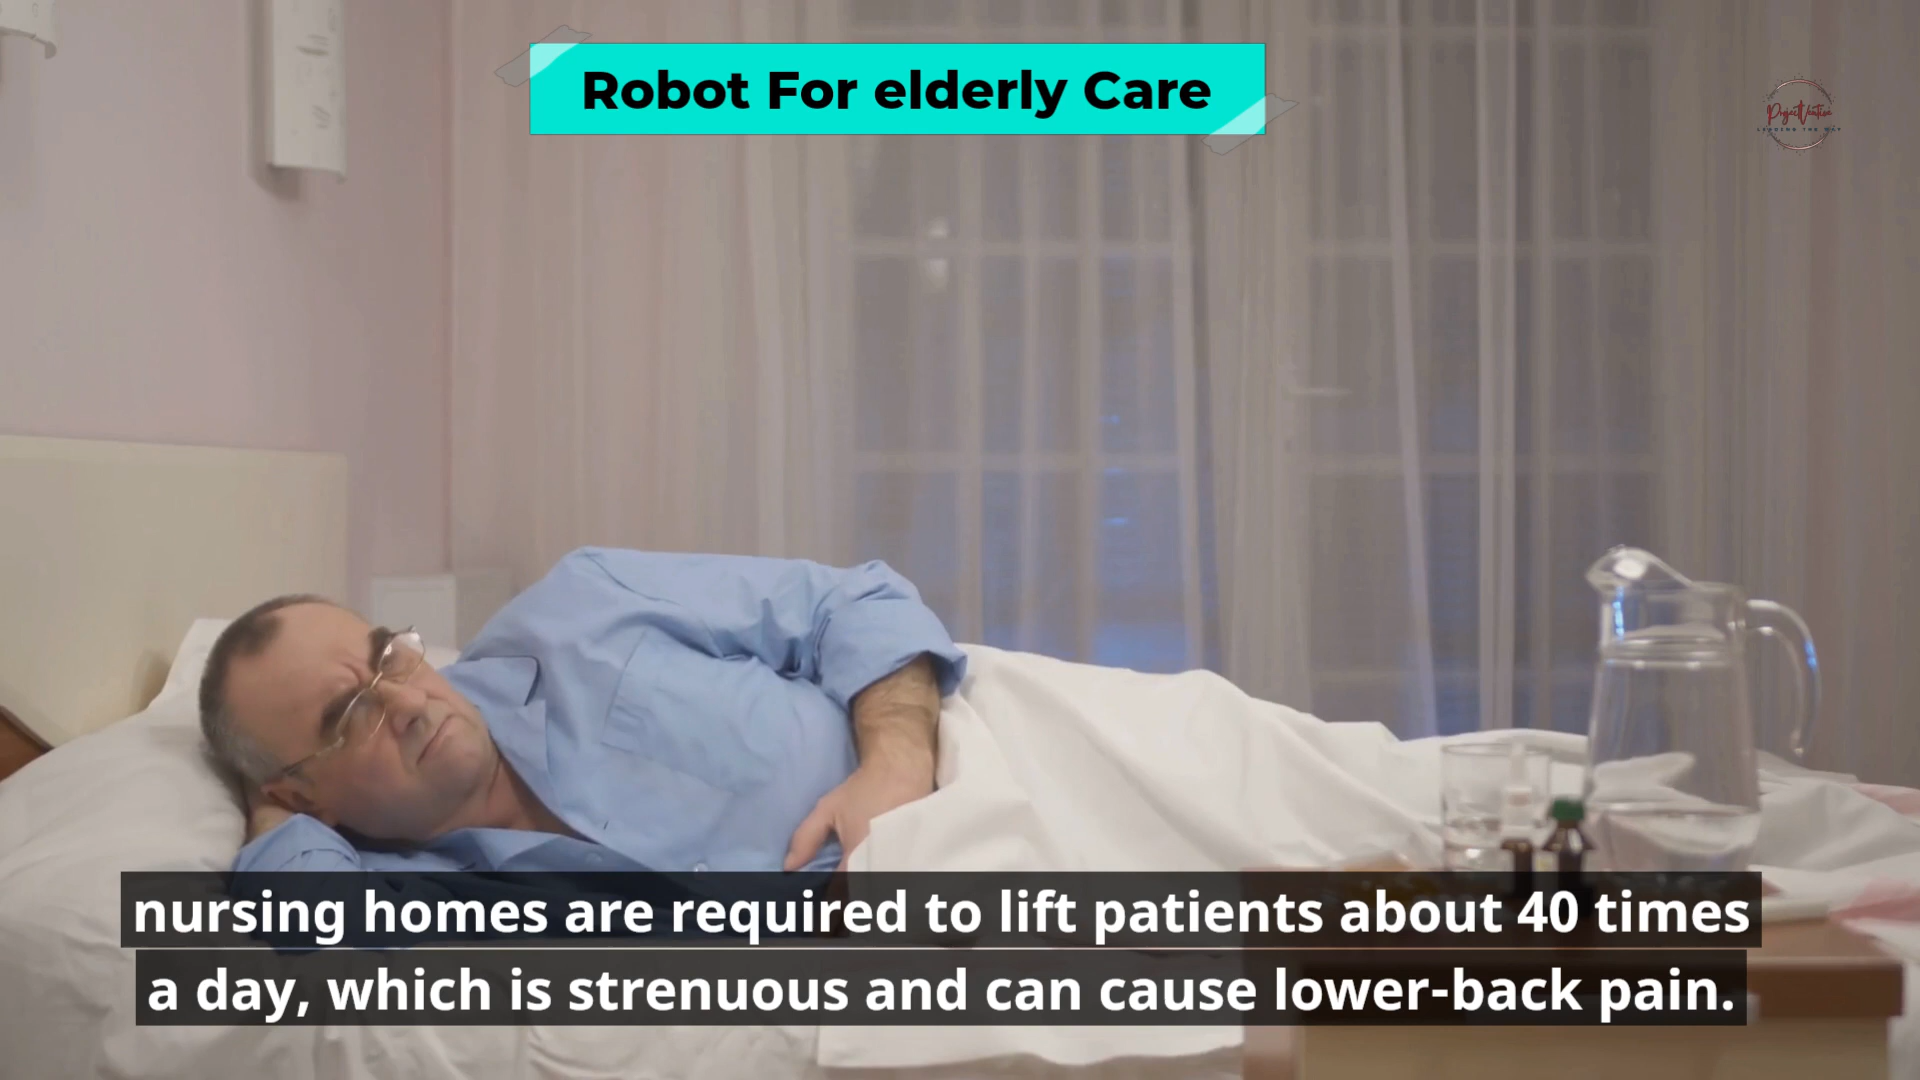 Robot For elderly Care
nursing homes are required to lift patients about 40 times
a day, which is strenuous and can cause lower-back pain.